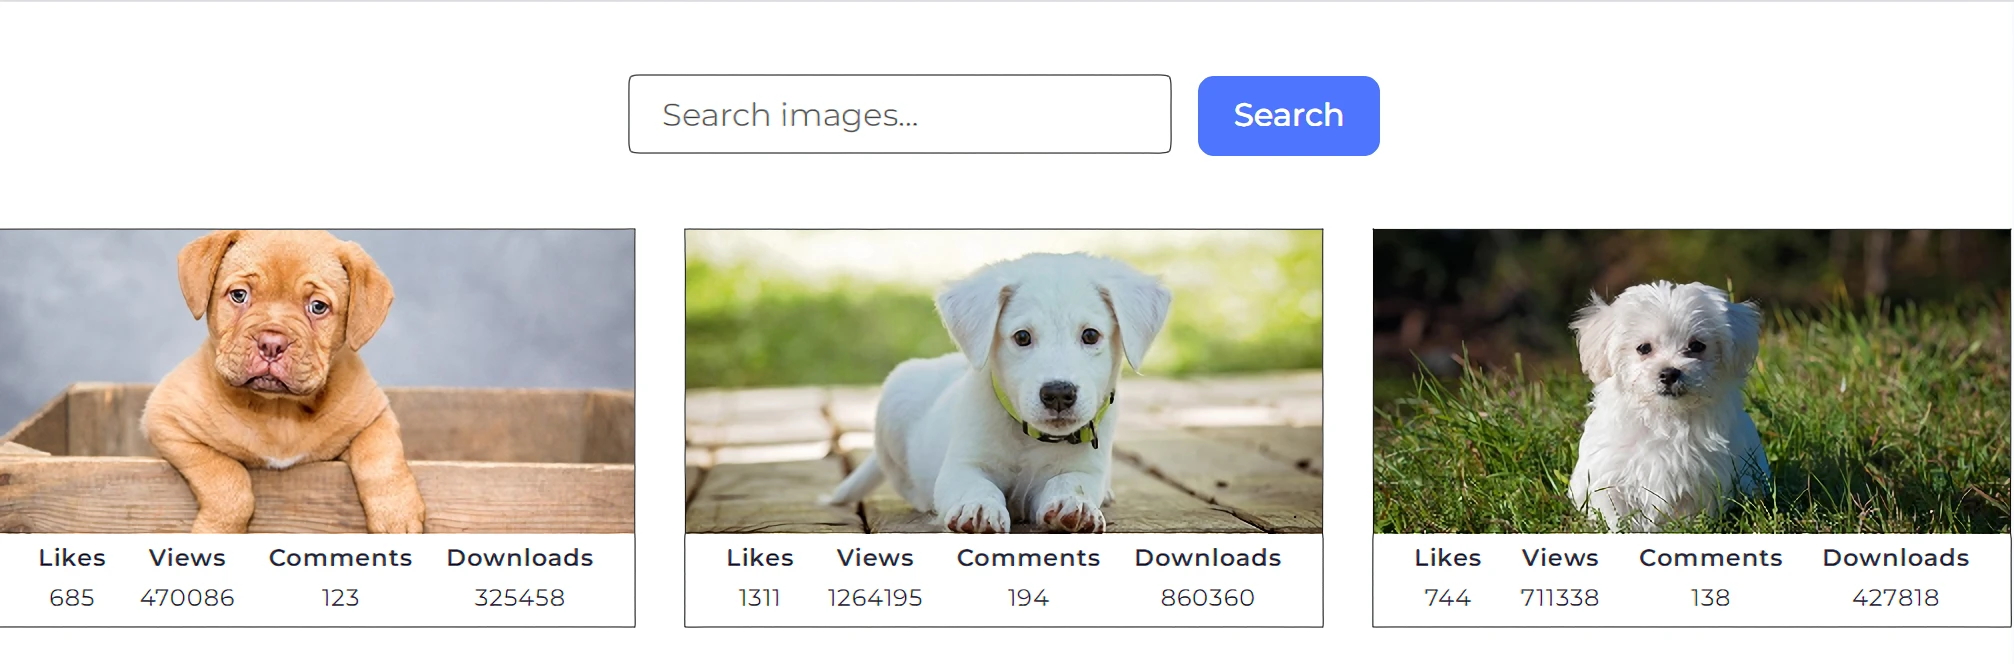 Search images...
Search
Likes Views Comments Downloads
685 470086 123 325458
Likes Views Comments Downloads
1311 1264195 194 860360
Likes Views Comments Downloads
744 711338 138 427818